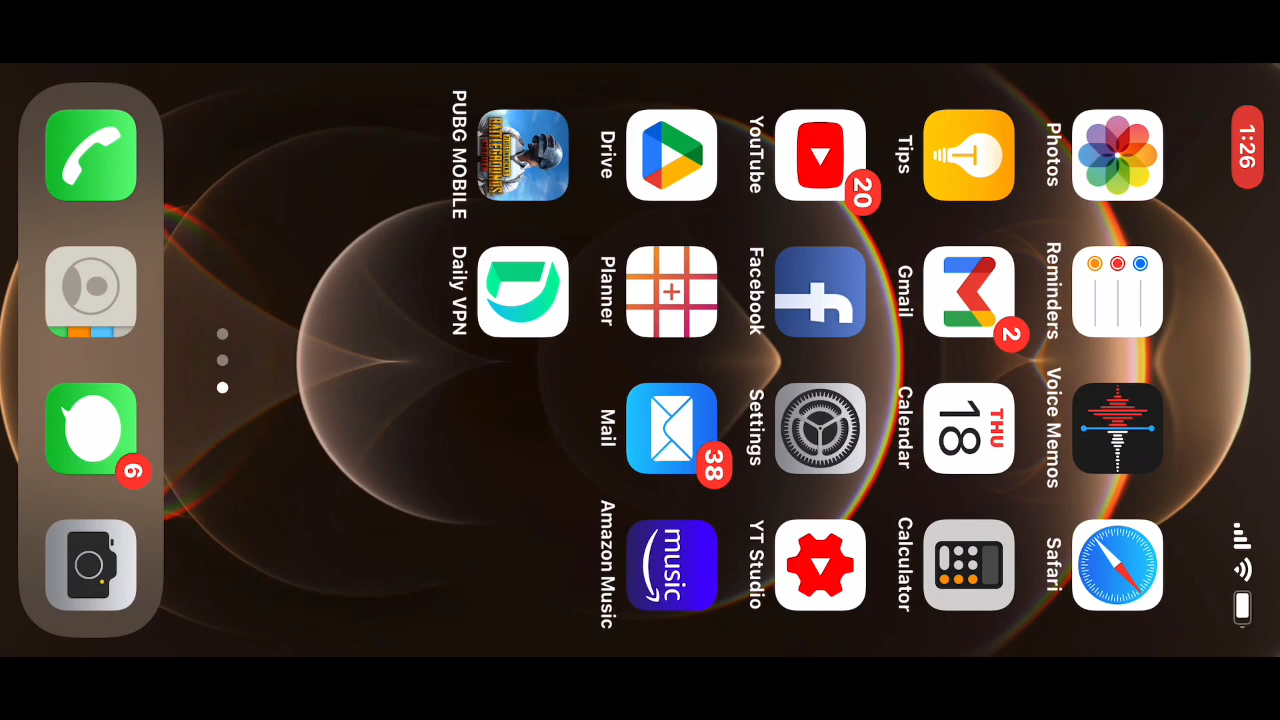 1:26
Photos
Reminders
Voice Memos
Safari
Tips
2
Gmail
THU
18
Calendar
Calculator
20
YouTube
Facebook
Settings
YT Studio
Drive
Planner
38
Mail
music
Amazon Music
BATTLEGROUNDS
PUBG MOBILE
Daily VPN
6